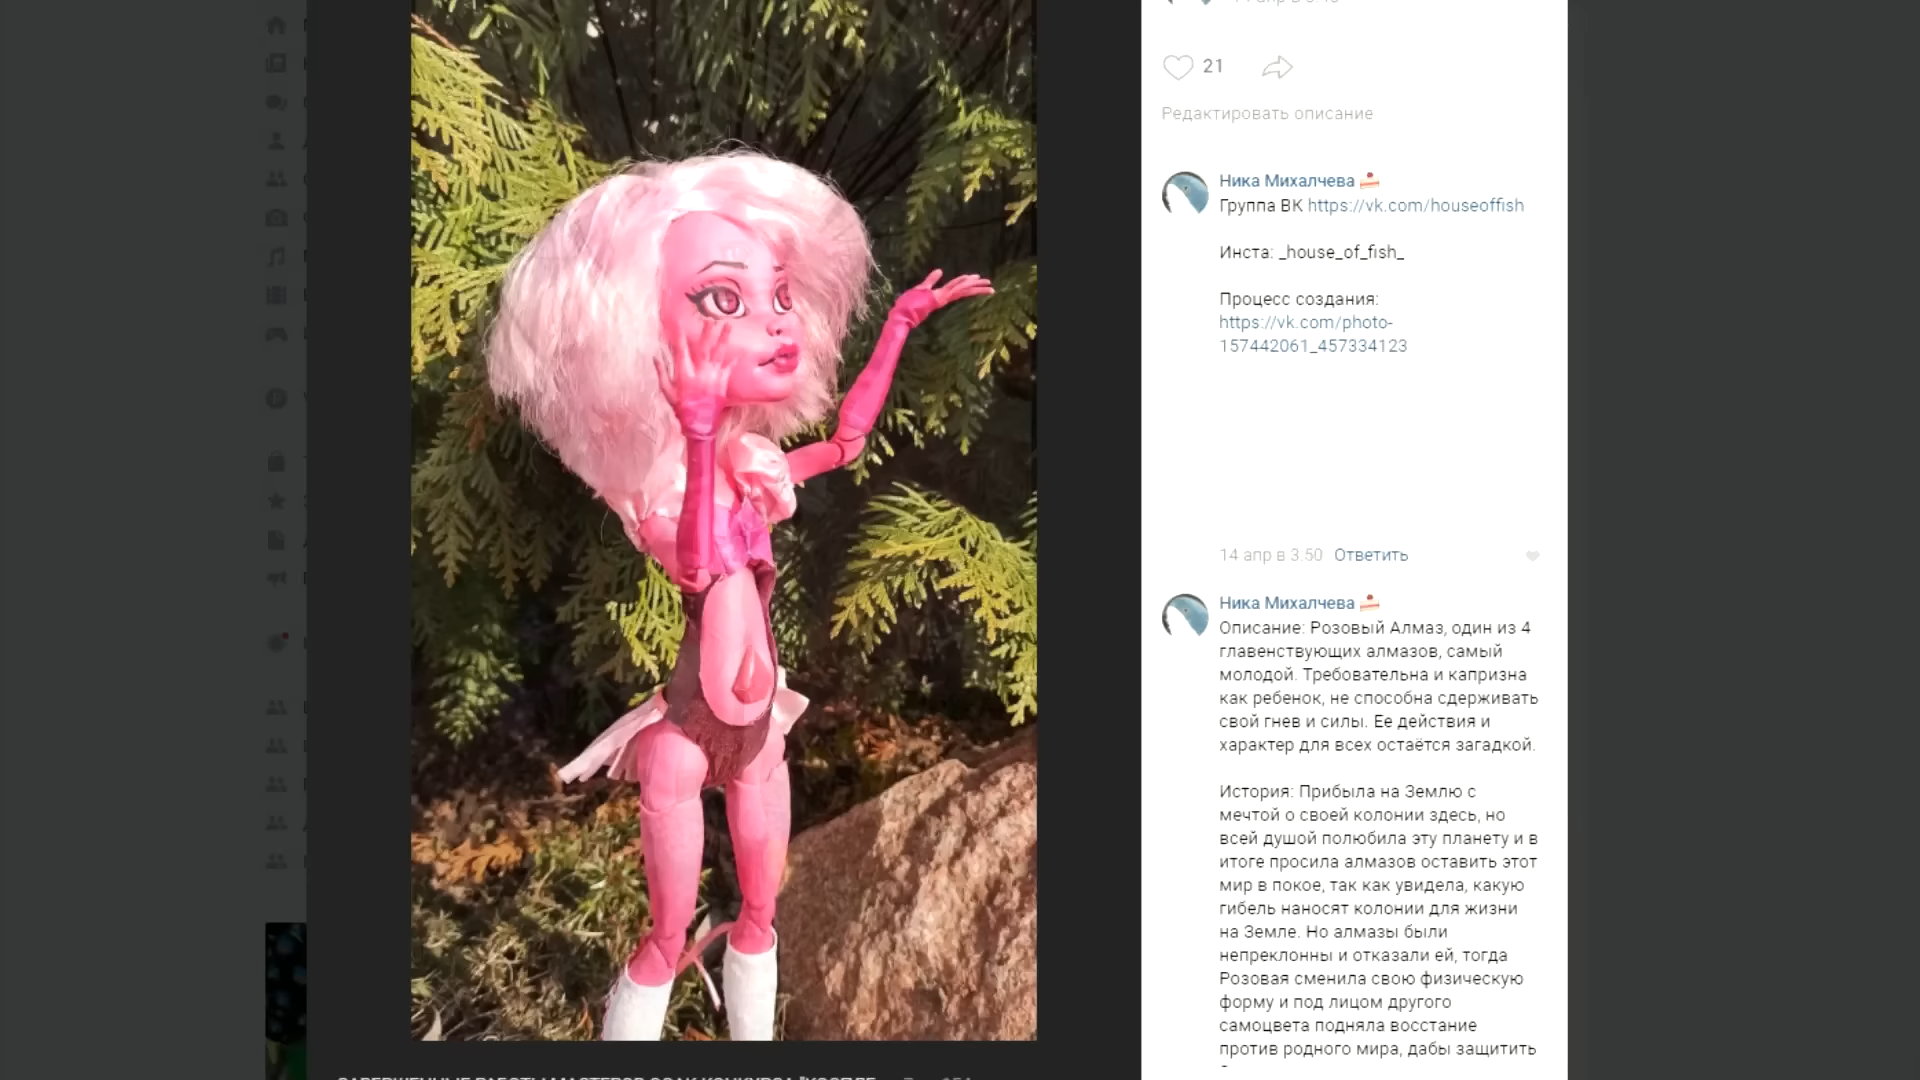 21
Редактировать описание
Ника Михалчева
Группа ВК https://vk.com/houseoffish
Инста: _house_of_fish_
Процесс создания:
https://vk.com/photo-
157442061_457334123
14 апр в 3:50 Ответить
Ника Михалчева
Описание: Розовый Алмаз, один из 4
главенствующих алмазов, самый
молодой. Требовательна и капризна
как ребенок, не способна сдерживать
свой гнев и силы. Ее действия и
характер для всех остаётся загадкой.
История: Прибыла на Землю с
мечтой о своей колонии здесь, но
всей душой полюбила эту планету и в
итоге просила алмазов оставить этот
мир в покое, так как увидела, какую
гибель наносят колонии для жизни
на Земле. Но алмазы были
непреклонны и отказали ей, тогда
Розовая сменила свою физическую
форму и под лицом другого
самоцвета подняла восстание
против родного мира, дабы защитить